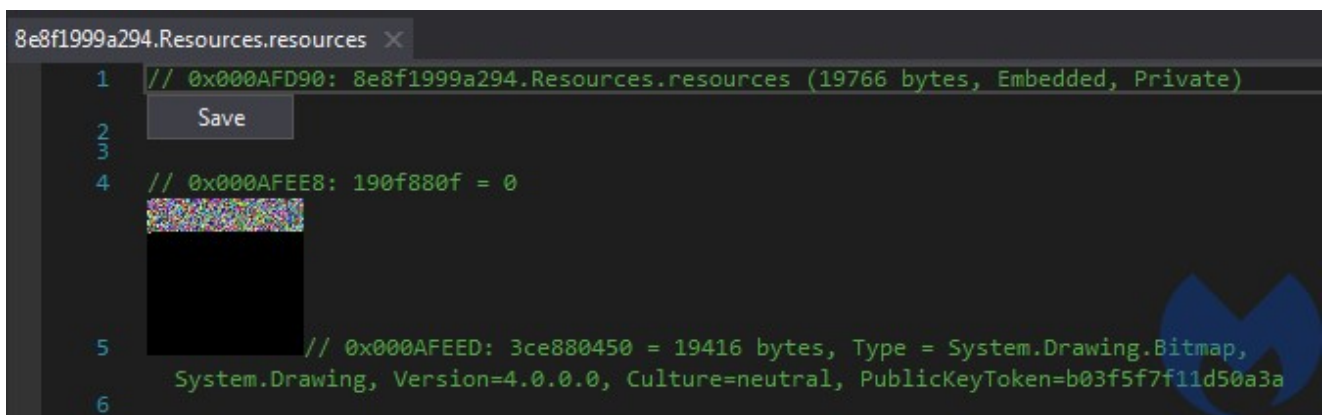 8e8f1999a294.Resources.resources
1 // 0x000AFD90: 8e8f1999a294.Resources.resources (19766 bytes, Embedded, Private)
Save
2
3
4 // 0x000AFEE8: 190f880f = 0
5 // 0x000AFEED: 3ce880450 = 19416 bytes, Type = System.Drawing.Bitmap,
System.Drawing, Version=4.0.0.0, Culture=neutral, PublicKeyToken=b03f5f7f11d50a3a
6